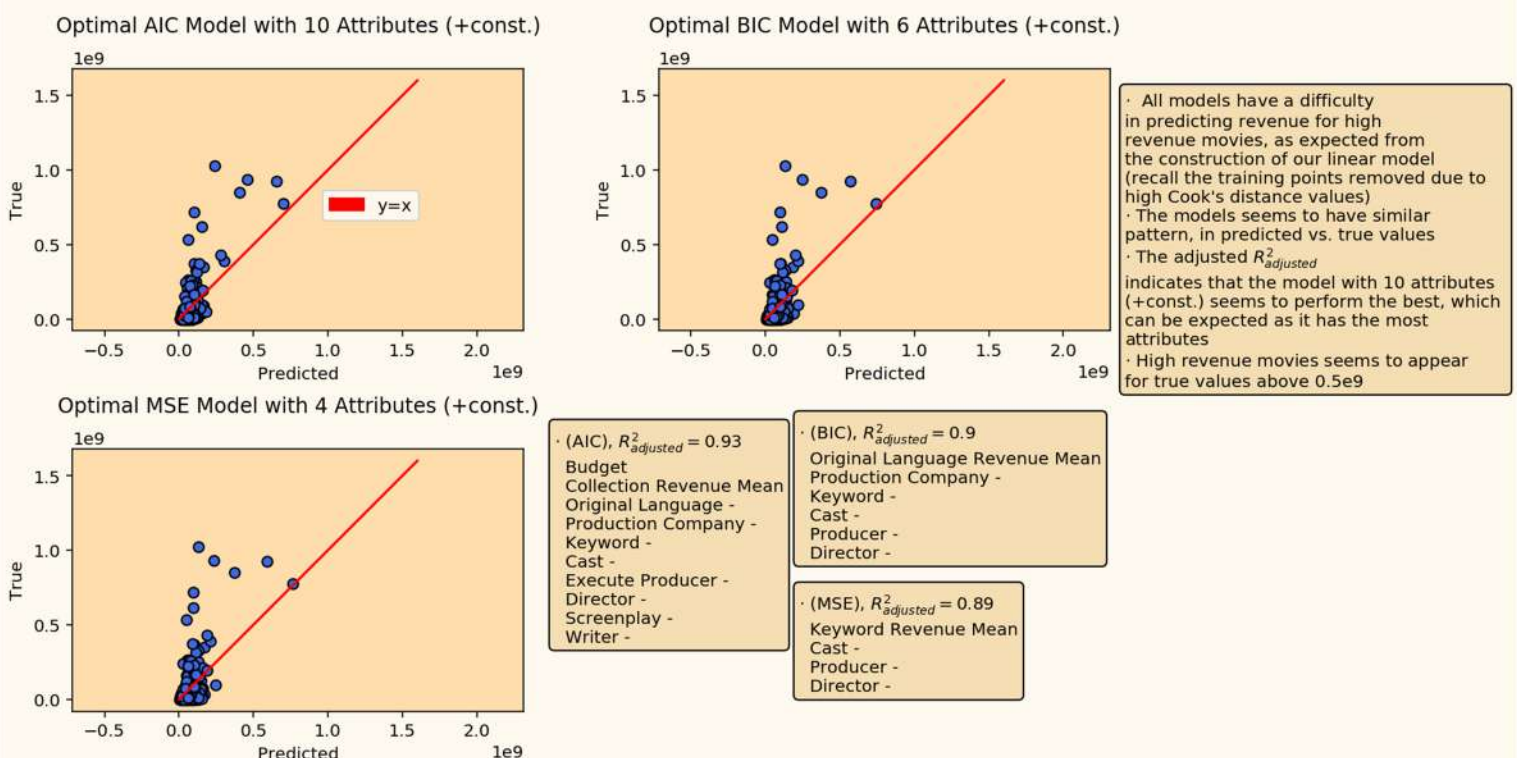 Optimal AIC Model with 10 Attributes (+const.)
1e9
1.5
1.0
0.5
0.0
True
y=x
−0.5 0.0 0.5 1.0 1.5 2.0
Predicted 1e9
Optimal BIC Model with 6 Attributes (+const.)
1e9
1.5
1.0
0.5
0.0
True
−0.5 0.0 0.5 1.0 1.5 2.0
Predicted 1e9
· All models have a difficulty
in predicting revenue for high
revenue movies, as expected from
the construction of our linear model
(recall the training points removed due to
high Cook's distance values)
· The models seems to have similar
pattern, in predicted vs. true values
· The adjusted R²adjusted
indicates that the model with 10 attributes
(+const.) seems to perform the best, which
can be expected as it has the most
attributes
· High revenue movies seems to appear
for true values above 0.5e9
Optimal MSE Model with 4 Attributes (+const.)
1e9
1.5
1.0
0.5
0.0
True
−0.5 0.0 0.5 1.0 1.5 2.0
Predicted 1e9
· (AIC), R²adjusted = 0.93
Budget
Collection Revenue Mean
Original Language -
Production Company -
Keyword -
Cast -
Execute Producer -
Director -
Screenplay -
Writer -
· (BIC), R²adjusted = 0.9
Original Language Revenue Mean
Production Company -
Keyword -
Cast -
Producer -
Director -
· (MSE), R²adjusted = 0.89
Keyword Revenue Mean
Cast -
Producer -
Director -